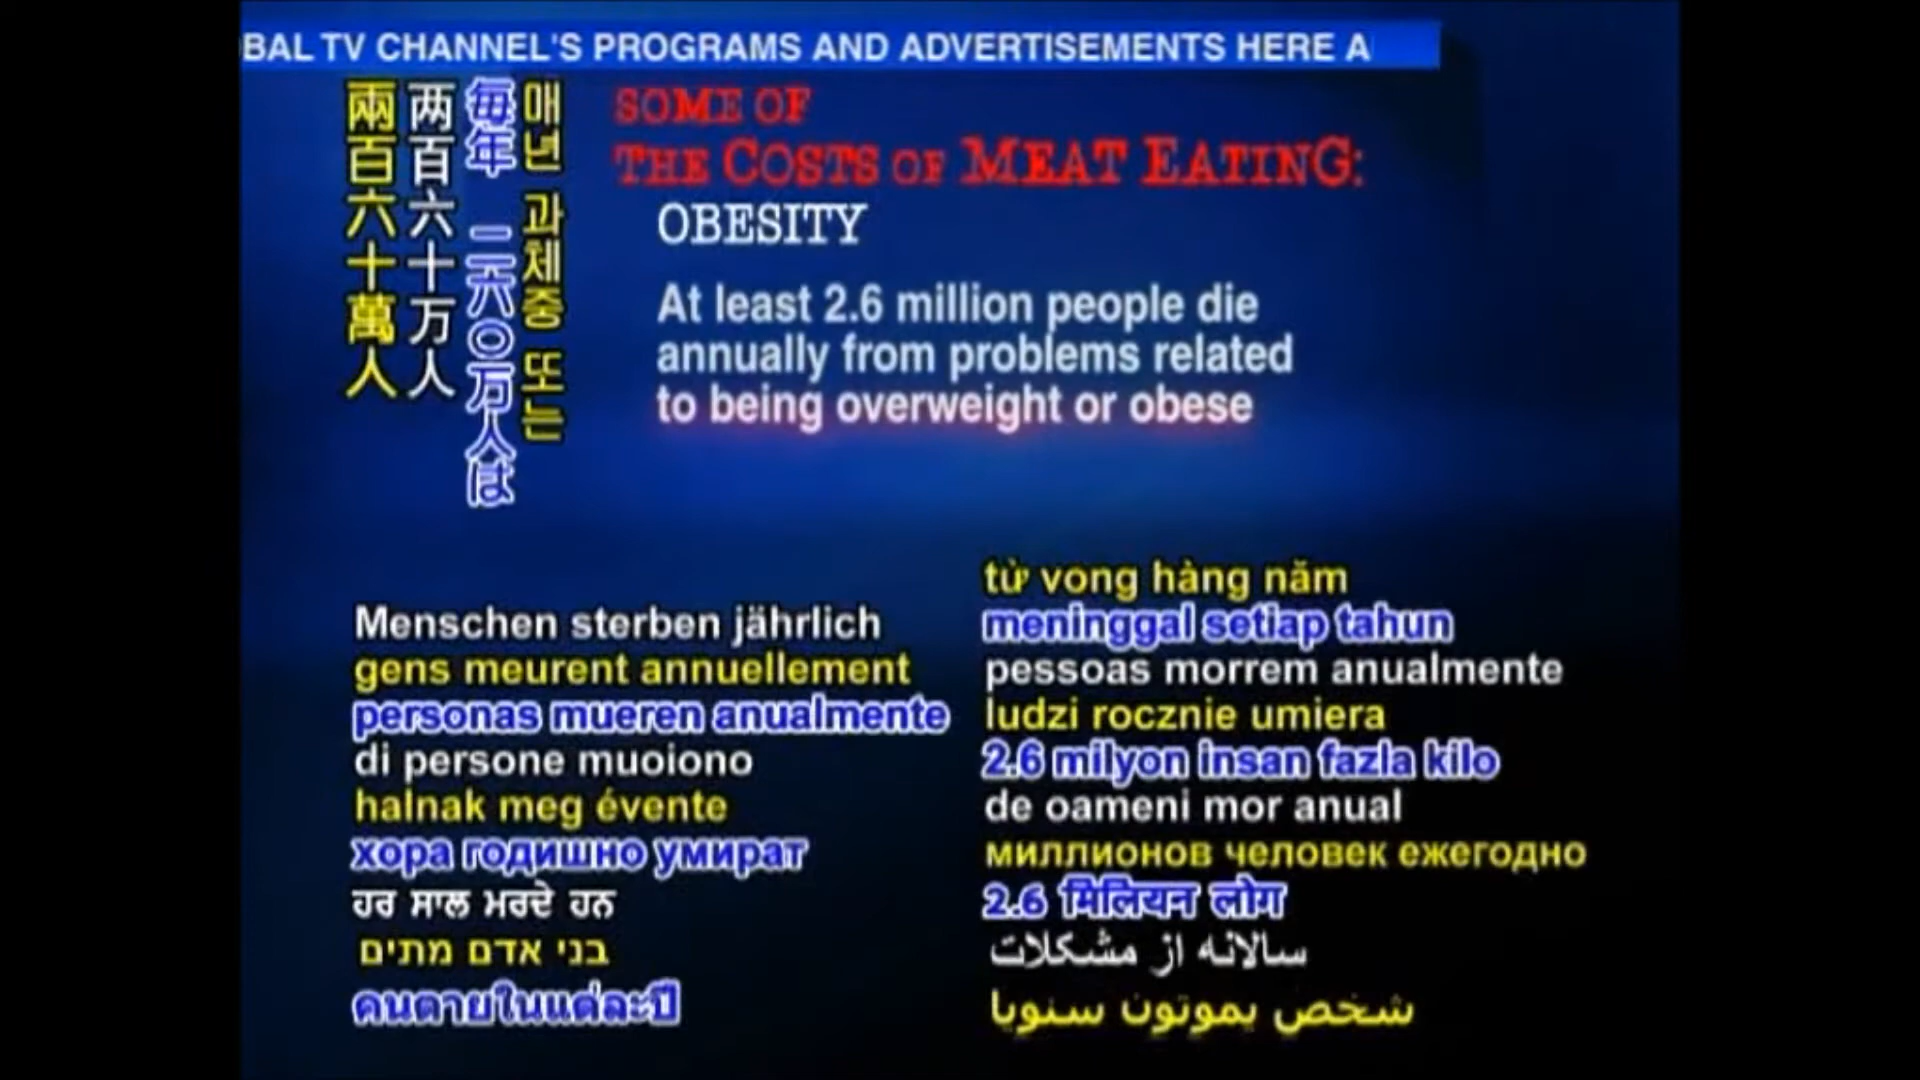 BAL TV CHANNEL'S PROGRAMS AND ADVERTISEMENTS HERE A
兩百六十萬人
两百六十万人
毎年 二六〇万人は
매년 과체중 또는
SOME OF
THE COSTS OF MEAT EATING:
OBESITY
At least 2.6 million people die
annually from problems related
to being overweight or obese
Menschen sterben jährlich
gens meurent annuellement
personas mueren anualmente
di persone muoiono
halnak meg évente
хора годишно умират
ਹਰ ਸਾਲ ਮਰਦੇ ਹਨ
בני אדם מתים
คนตายในแต่ละปี
tử vong hàng năm
meninggal setiap tahun
pessoas morrem anualmente
ludzi rocznie umiera
2.6 milyon insan fazla kilo
de oameni mor anual
миллионов человек ежегодно
2.6 मिलियन लोग
سالانه از مشکلات
شخص يموتون سنويا